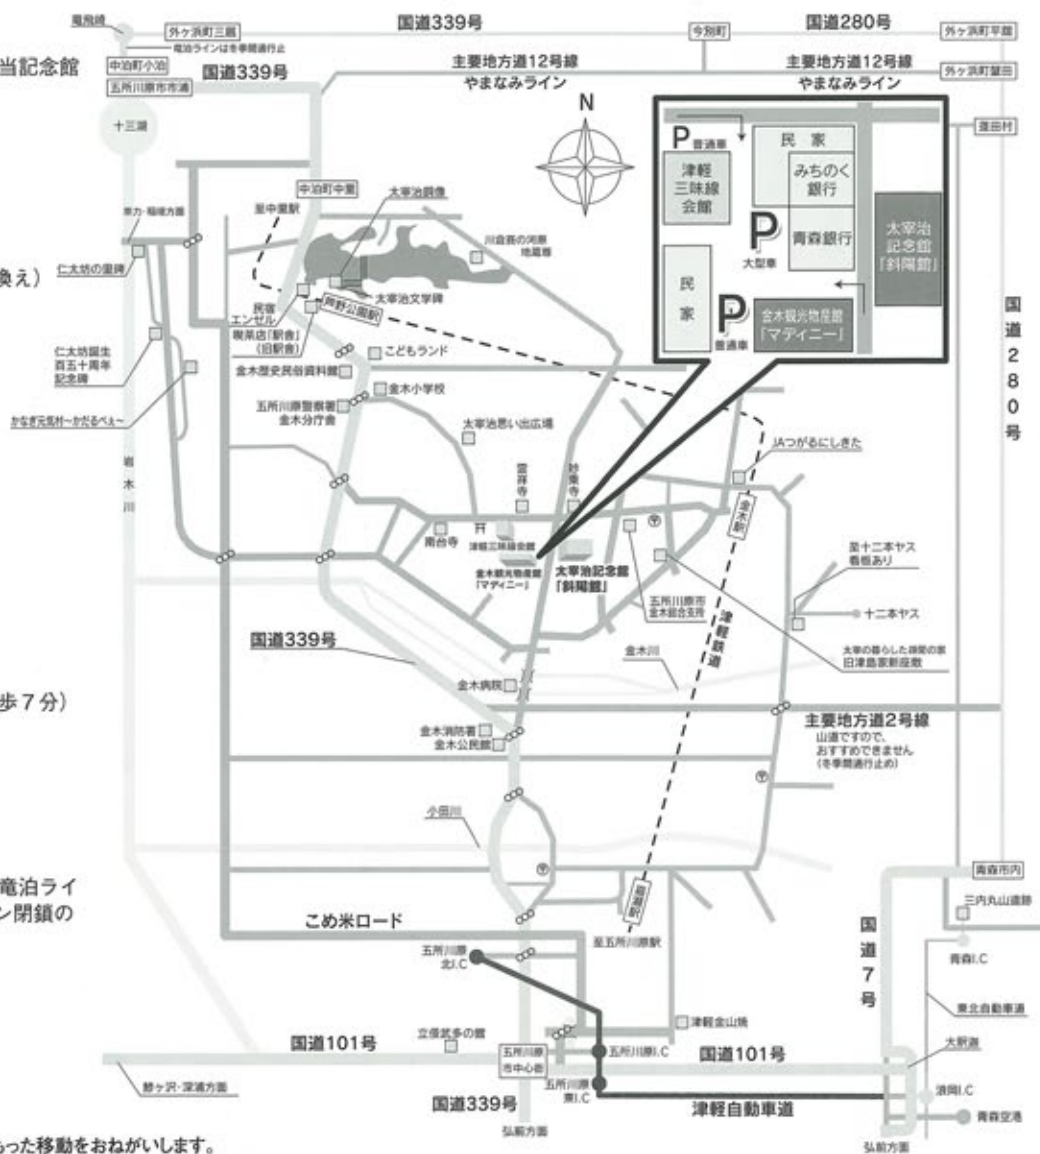 竜飛崎
外ヶ浜町三厩
国道339号
今別町
国道280号
外ヶ浜町平舘
竜泊ラインは冬季間通行止
当記念館
中泊町小泊
国道339号
主要地方道12号線
やまなみライン
主要地方道12号線
やまなみライン
外ヶ浜町蟹田
五所川原市市浦
十三湖
N
蓬田村
P 普通車
民家
津軽
三味線
会館
みちのく
銀行
P
大型車
青森銀行
太宰治
記念館
「斜陽館」
民家
P
普通車
金木観光物産館
「マディニー」
中泊町中里
太宰治銅像
至中里駅
車力・稲垣方面
川倉賽の河原
地蔵尊
仁太坊の里碑
換え)
太宰治文学碑
芦野公園駅
民宿
エンゼル
喫茶店「駅舎」
(旧駅舎)
国道280号
仁太坊誕生
百五十周年
記念碑
こどもランド
金木歴史民俗資料館
金木小学校
かなぎ元気村〜かだるべぇ〜
五所川原警察署
金木分庁舎
太宰治思い出広場
JAつがるにしきた
岩木川
雲祥寺
妙乗寺
金木駅
南台寺
津軽三味線会館
金木観光物産館
「マディニー」
太宰治記念館
「斜陽館」
至十二本ヤス
看板あり
五所川原市
金木総合支所
十二本ヤス
津軽鉄道
国道339号
金木川
太宰の暮らした疎開の家
旧津島家新座敷
金木病院
歩7分)
主要地方道2号線
山道ですので、
おすすめできません
(冬季間通行止め)
金木消防署
金木公民館
小田川
竜泊ライ
ン閉鎖の
嘉瀬駅
青森市内
三内丸山遺跡
こめ米ロード
至五所川原駅
五所川原
北I.C
国道7号
青森I.C
東北自動車道
津軽金山焼
立佞武多の館
国道101号
五所川原
市中心街
五所川原I.C
国道101号
大釈迦
鰺ヶ沢・深浦方面
五所川原
東I.C
浪岡I.C
国道339号
津軽自動車道
青森空港
弘前方面
弘前方面
もった移動をおねがいします。